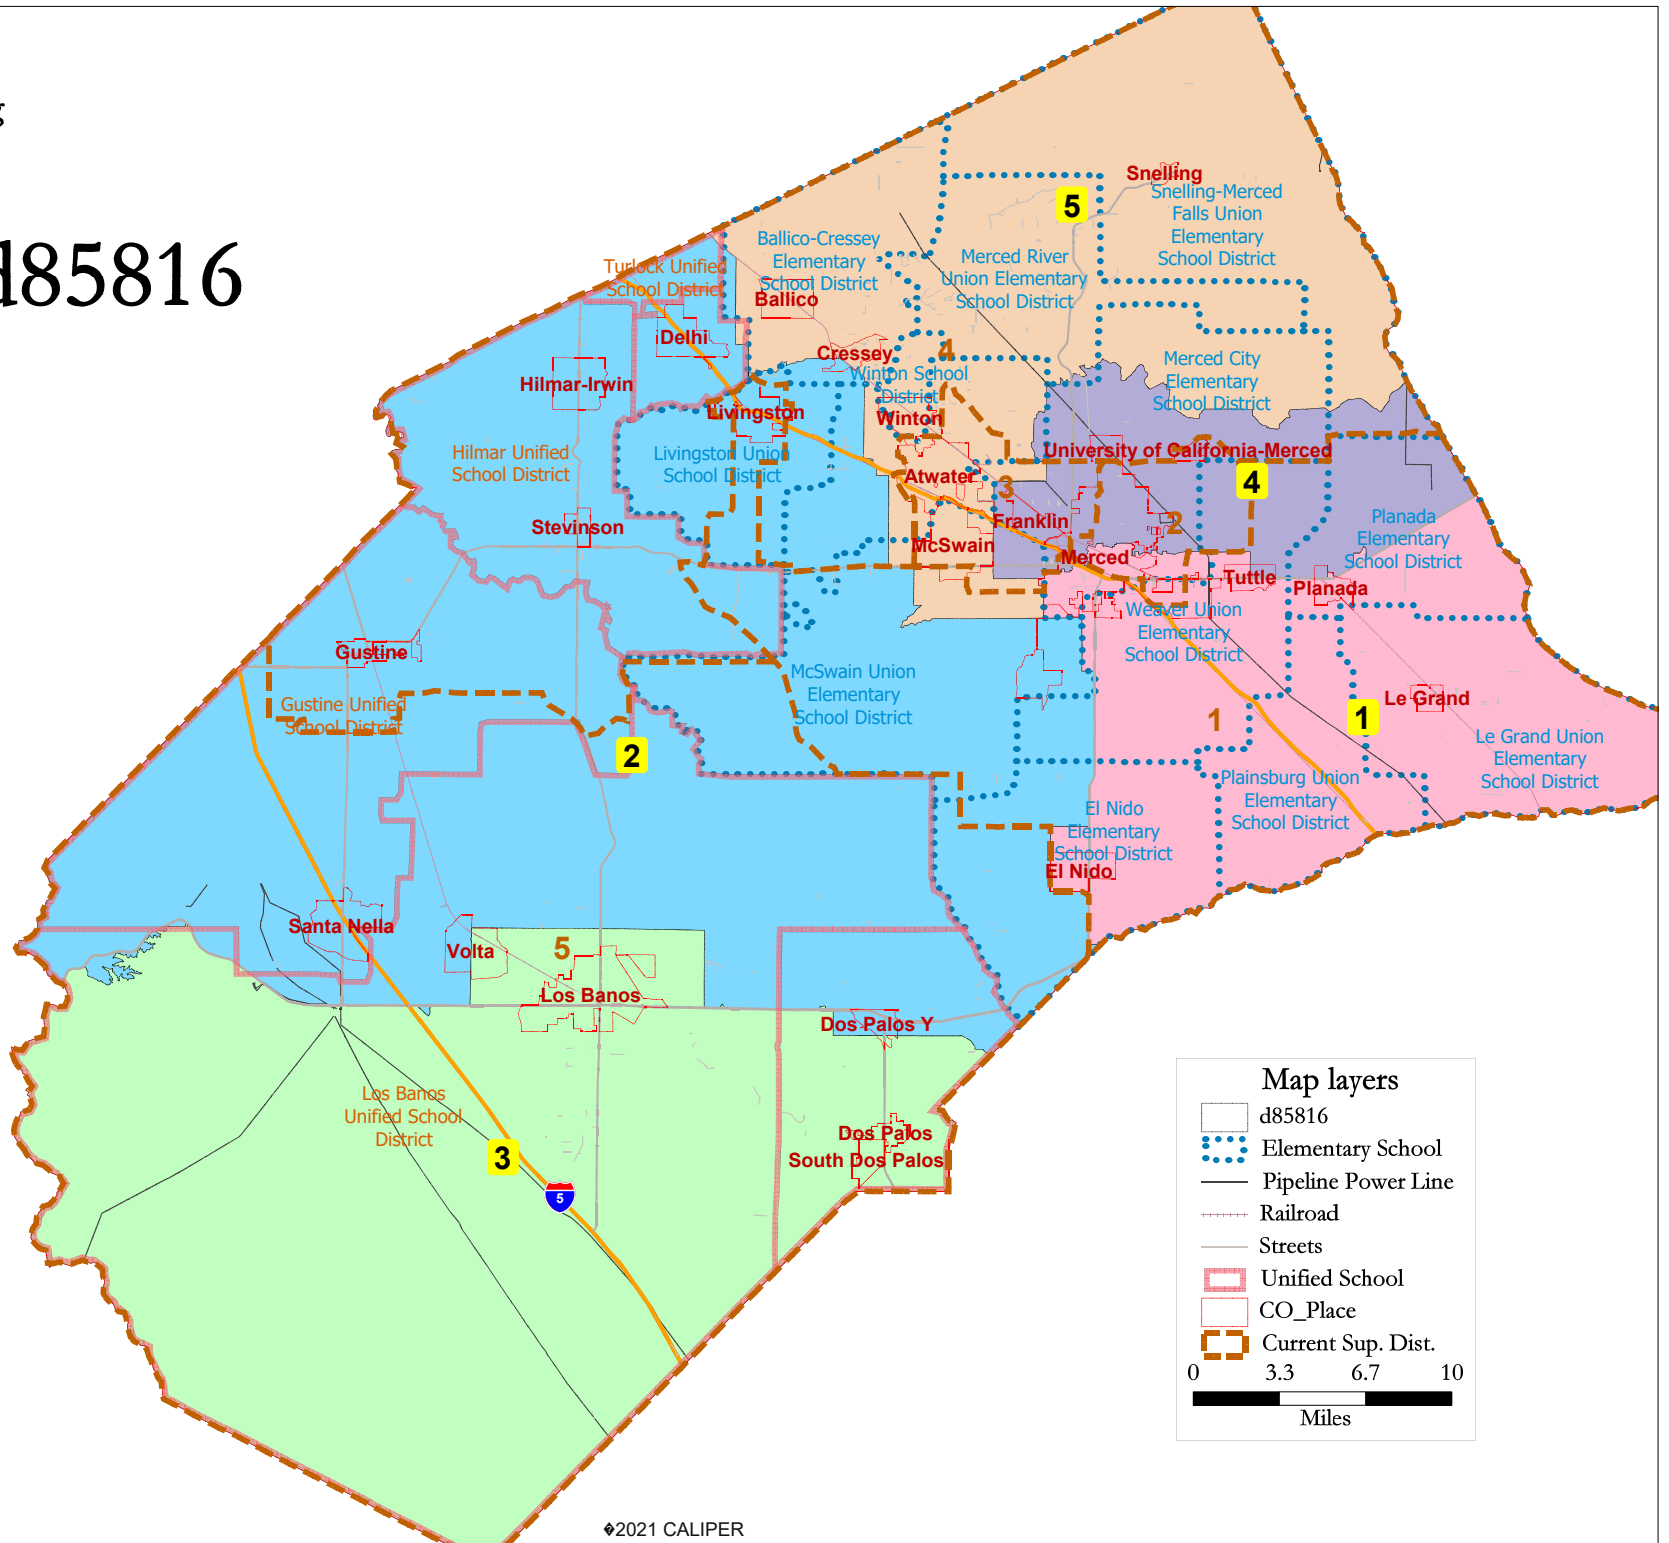 g
d85816
Snelling
5
Snelling-Merced
Falls Union
Elementary
School District
Ballico-Cressey
Elementary
School District
Merced River
Union Elementary
School District
Turlock Unified
School District
Ballico
Delhi
Cressey
4
Winton School
District
Merced City
Elementary
School District
Hilmar-Irwin
Livingston
Winton
Hilmar Unified
School District
Livingston Union
School District
University of California-Merced
Atwater
3
4
Stevinson
Franklin
2
Planada
Elementary
School District
McSwain
Merced
Tuttle
Planada
Weaver Union
Elementary
School District
Gustine
McSwain Union
Elementary
School District
Gustine Unified
School District
Le Grand
1
1
2
Le Grand Union
Elementary
School District
Plainsburg Union
Elementary
School District
El Nido
Elementary
School District
El Nido
Santa Nella
Volta
5
Los Banos
Dos Palos Y
Los Banos
Unified School
District
Dos Palos
South Dos Palos
3
5
Map layers
d85816
Elementary School
Pipeline Power Line
Railroad
Streets
Unified School
CO_Place
Current Sup. Dist.
0 3.3 6.7 10
Miles
�2021 CALIPER